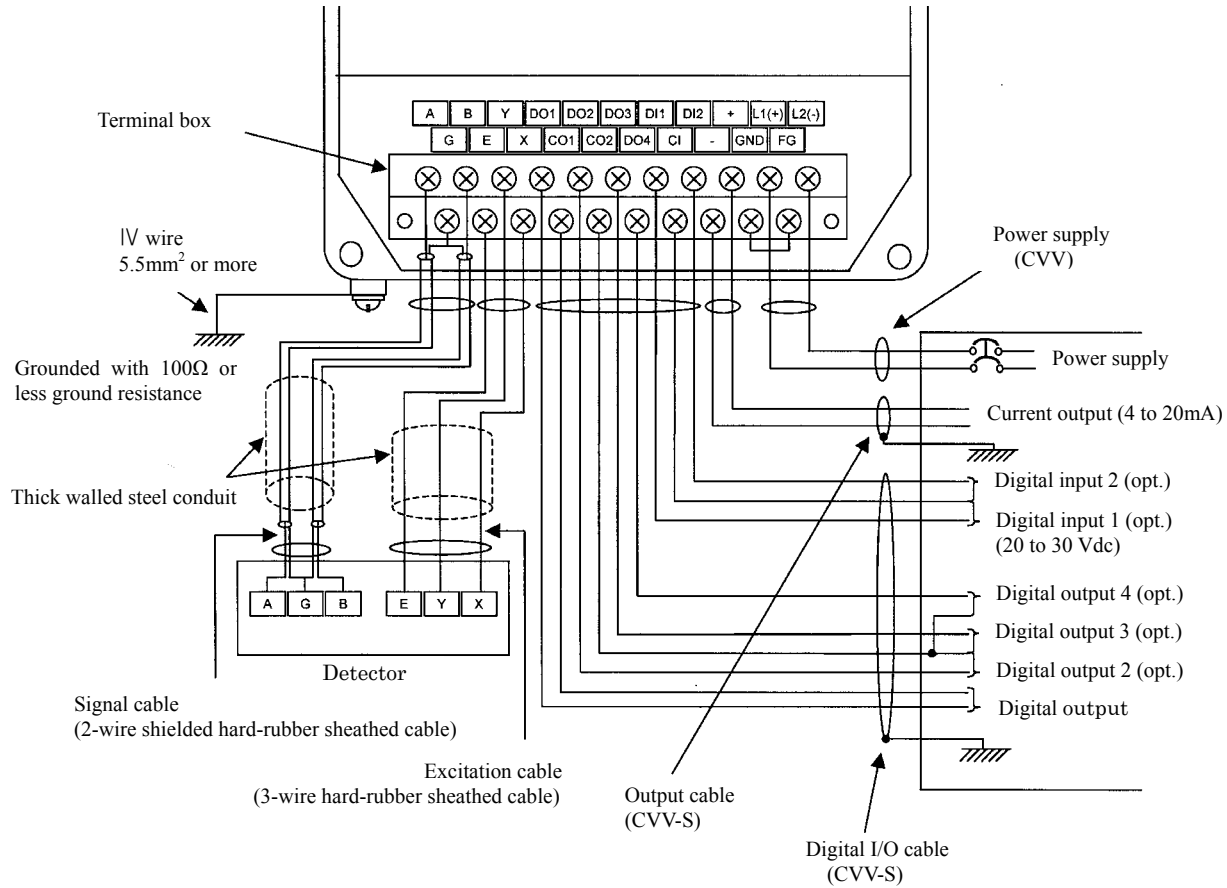 Terminal box
A B Y DO1 DO2 DO3 DI1 DI2 + L1(+) L2(-)
G E X CO1 CO2 DO4 CI - GND FG
IV wire
5.5mm² or more
Grounded with 100Ω or
less ground resistance
Thick walled steel conduit
Power supply
(CVV)
Power supply
Current output (4 to 20mA)
Digital input 2 (opt.)
Digital input 1 (opt.)
(20 to 30 Vdc)
Digital output 4 (opt.)
Digital output 3 (opt.)
Digital output 2 (opt.)
Digital output
A G B E Y X
Detector
Signal cable
(2-wire shielded hard-rubber sheathed cable)
Excitation cable
(3-wire hard-rubber sheathed cable)
Output cable
(CVV-S)
Digital I/O cable
(CVV-S)